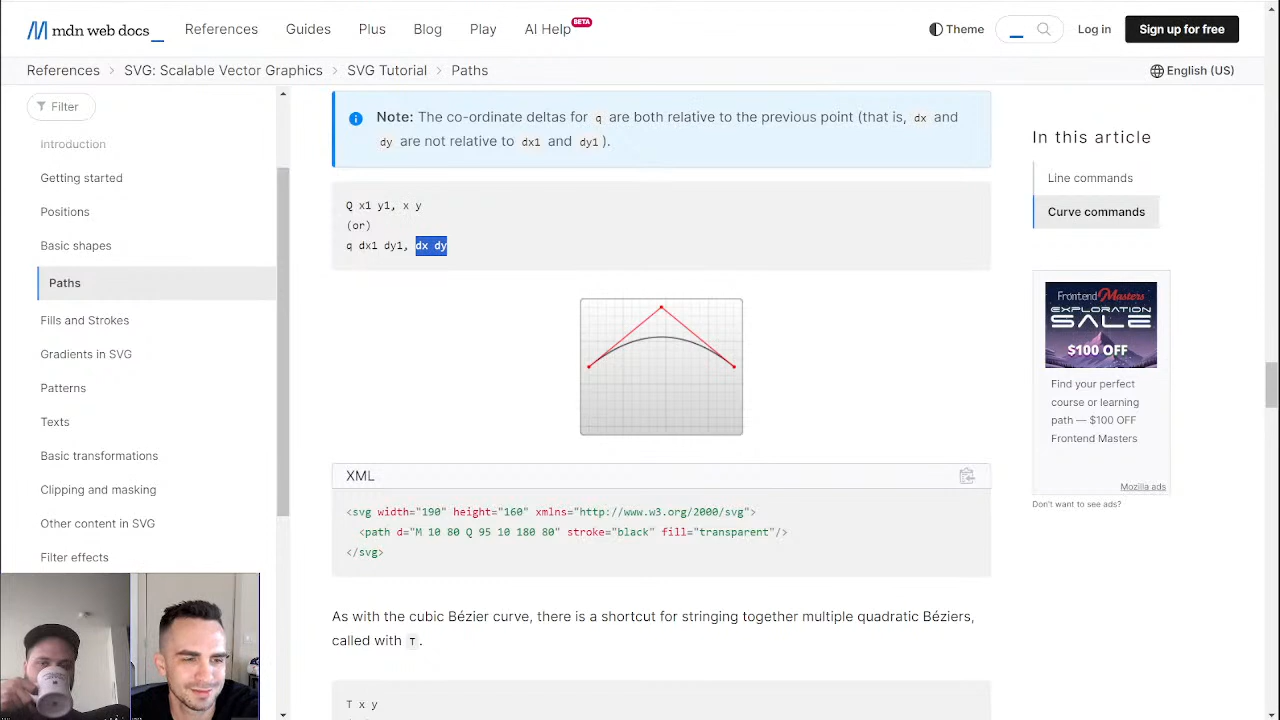 mdn web docs _
References
Guides
Plus
Blog
Play
AI Help BETA
Theme
Log in
Sign up for free
References > SVG: Scalable Vector Graphics > SVG Tutorial > Paths
English (US)
Filter
Introduction
Getting started
Positions
Basic shapes
Paths
Fills and Strokes
Gradients in SVG
Patterns
Texts
Basic transformations
Clipping and masking
Other content in SVG
Filter effects
Note: The co-ordinate deltas for q are both relative to the previous point (that is, dx and
dy are not relative to dx1 and dy1).
Q x1 y1, x y
(or)
q dx1 dy1, dx dy
XML
<svg width="190" height="160" xmlns="http://www.w3.org/2000/svg">
<path d="M 10 80 Q 95 10 180 80" stroke="black" fill="transparent"/>
</svg>
As with the cubic Bézier curve, there is a shortcut for stringing together multiple quadratic Béziers,
called with T.
T x y
In this article
Line commands
Curve commands
Frontend Masters
EXPLORATION
SALE
$100 OFF
Find your perfect
course or learning
path — $100 OFF
Frontend Masters
Mozilla ads
Don't want to see ads?